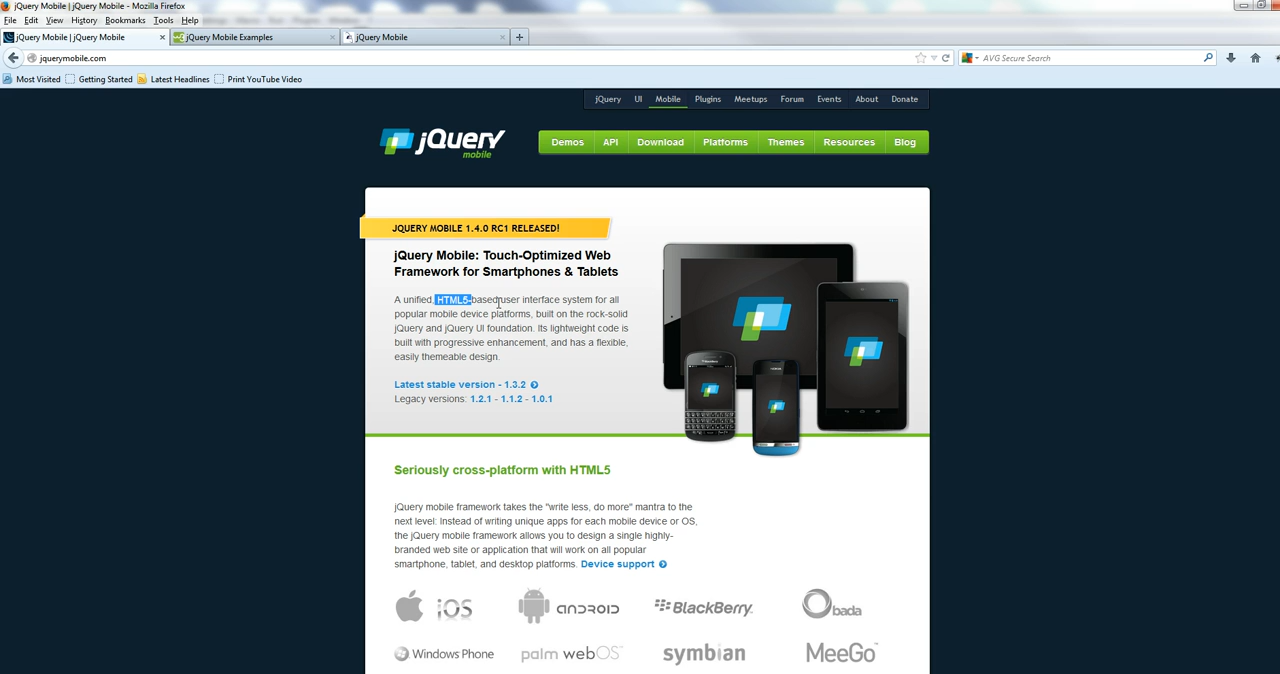 jQuery Mobile | jQuery Mobile - Mozilla Firefox
File Edit View History Bookmarks Tools Help
jQuery Mobile | jQuery Mobile
jQuery Mobile Examples
jQuery Mobile
jquerymobile.com
AVG Secure Search
Most Visited Getting Started Latest Headlines Print YouTube Video
jQuery UI Mobile Plugins Meetups Forum Events About Donate
jQuery mobile
Demos API Download Platforms Themes Resources Blog
JQUERY MOBILE 1.4.0 RC1 RELEASED!
jQuery Mobile: Touch-Optimized Web
Framework for Smartphones & Tablets
A unified, HTML5-based user interface system for all
popular mobile device platforms, built on the rock-solid
jQuery and jQuery UI foundation. Its lightweight code is
built with progressive enhancement, and has a flexible,
easily themeable design.
Latest stable version - 1.3.2
Legacy versions: 1.2.1 - 1.1.2 - 1.0.1
Seriously cross-platform with HTML5
jQuery mobile framework takes the "write less, do more" mantra to the
next level: Instead of writing unique apps for each mobile device or OS,
the jQuery mobile framework allows you to design a single highly-
branded web site or application that will work on all popular
smartphone, tablet, and desktop platforms. Device support
iOS ANDROID BlackBerry bada
Windows Phone palm webOS symbian MeeGo